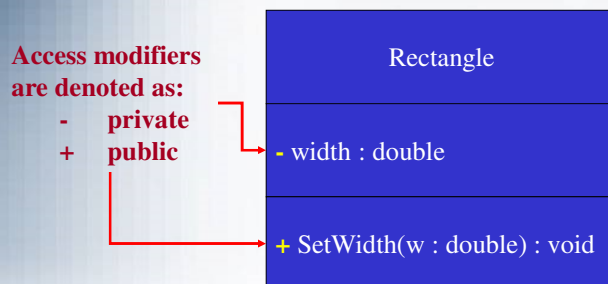 Access modifiers
are denoted as:
- private
+ public
Rectangle
- width : double
+ SetWidth(w : double) : void